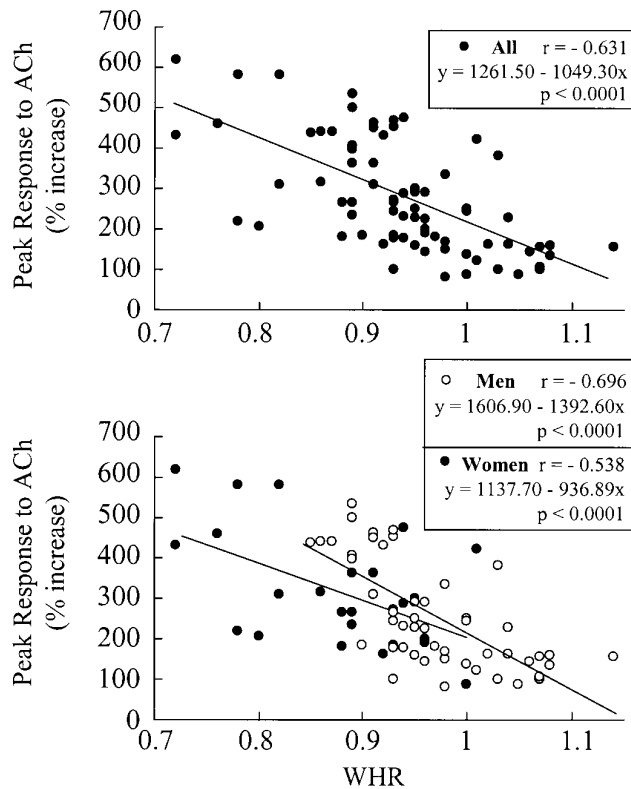 ● All r = - 0.631
y = 1261.50 - 1049.30x
p < 0.0001
Peak Response to ACh
(% increase)
700
600
500
400
300
200
100
0
0.7 0.8 0.9 1 1.1
○ Men r = - 0.696
y = 1606.90 - 1392.60x
p < 0.0001
● Women r = - 0.538
y = 1137.70 - 936.89x
p < 0.0001
Peak Response to ACh
(% increase)
700
600
500
400
300
200
100
0
0.7 0.8 0.9 1 1.1
WHR